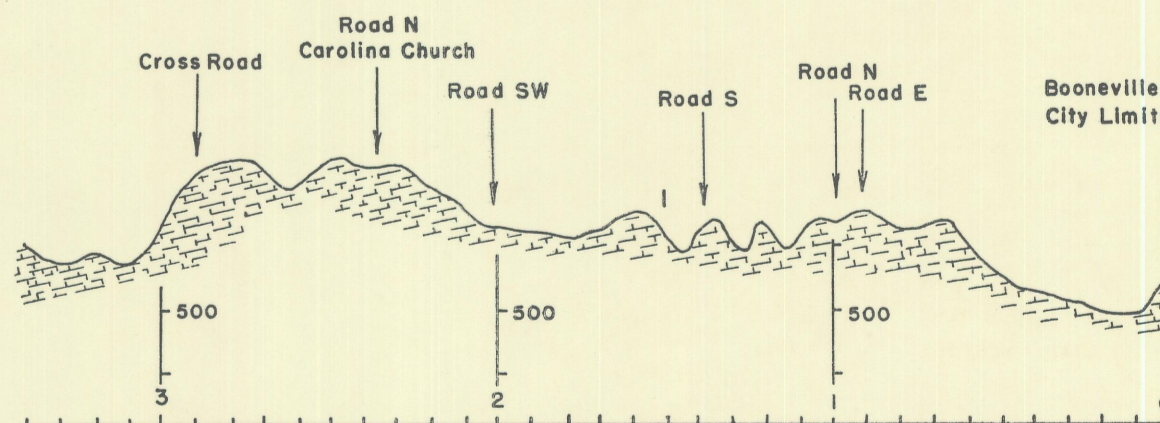 Road N
Carolina Church
Cross Road
Road SW
Road S
Road N
Road E
Booneville
City Limit
1
500
500
500
3
2
1